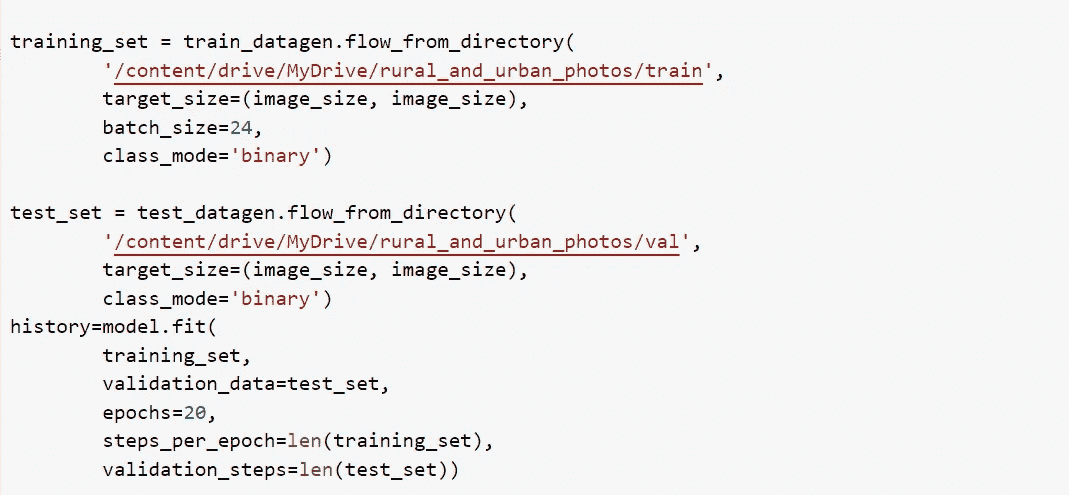 training_set = train_datagen.flow_from_directory(
        '/content/drive/MyDrive/rural_and_urban_photos/train',
        target_size=(image_size, image_size),
        batch_size=24,
        class_mode='binary')

test_set = test_datagen.flow_from_directory(
        '/content/drive/MyDrive/rural_and_urban_photos/val',
        target_size=(image_size, image_size),
        class_mode='binary')
history=model.fit(
        training_set,
        validation_data=test_set,
        epochs=20,
        steps_per_epoch=len(training_set),
        validation_steps=len(test_set))